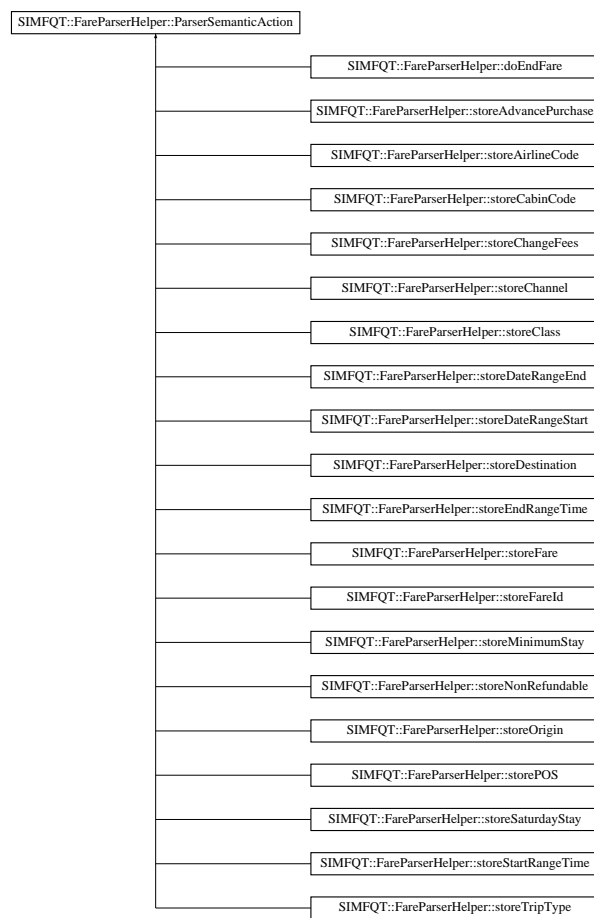 SIMFQT::FareParserHelper::ParserSemanticAction
SIMFQT::FareParserHelper::doEndFare
SIMFQT::FareParserHelper::storeAdvancePurchase
SIMFQT::FareParserHelper::storeAirlineCode
SIMFQT::FareParserHelper::storeCabinCode
SIMFQT::FareParserHelper::storeChangeFees
SIMFQT::FareParserHelper::storeChannel
SIMFQT::FareParserHelper::storeClass
SIMFQT::FareParserHelper::storeDateRangeEnd
SIMFQT::FareParserHelper::storeDateRangeStart
SIMFQT::FareParserHelper::storeDestination
SIMFQT::FareParserHelper::storeEndRangeTime
SIMFQT::FareParserHelper::storeFare
SIMFQT::FareParserHelper::storeFareId
SIMFQT::FareParserHelper::storeMinimumStay
SIMFQT::FareParserHelper::storeNonRefundable
SIMFQT::FareParserHelper::storeOrigin
SIMFQT::FareParserHelper::storePOS
SIMFQT::FareParserHelper::storeSaturdayStay
SIMFQT::FareParserHelper::storeStartRangeTime
SIMFQT::FareParserHelper::storeTripType